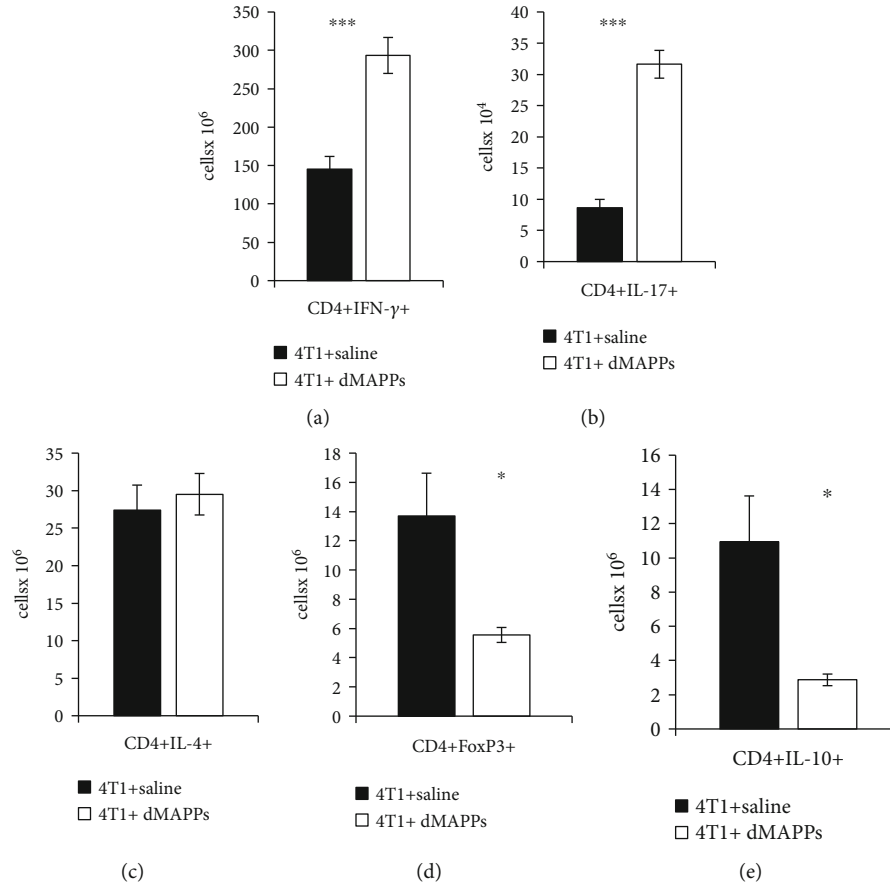 ***
350
300
250
200
150
100
50
0
cellsx 10⁶
CD4+IFN-γ+
4T1+saline
4T1+ dMAPPs
(a)
***
40
35
30
25
20
15
10
5
0
cellsx 10⁴
CD4+IL-17+
4T1+saline
4T1+ dMAPPs
(b)
35
30
25
20
15
10
5
0
cellsx 10⁶
CD4+IL-4+
4T1+saline
4T1+ dMAPPs
(c)
*
18
16
14
12
10
8
6
4
2
0
cellsx 10⁶
CD4+FoxP3+
4T1+saline
4T1+ dMAPPs
(d)
*
16
14
12
10
8
6
4
2
0
cellsx 10⁶
CD4+IL-10+
4T1+saline
4T1+ dMAPPs
(e)